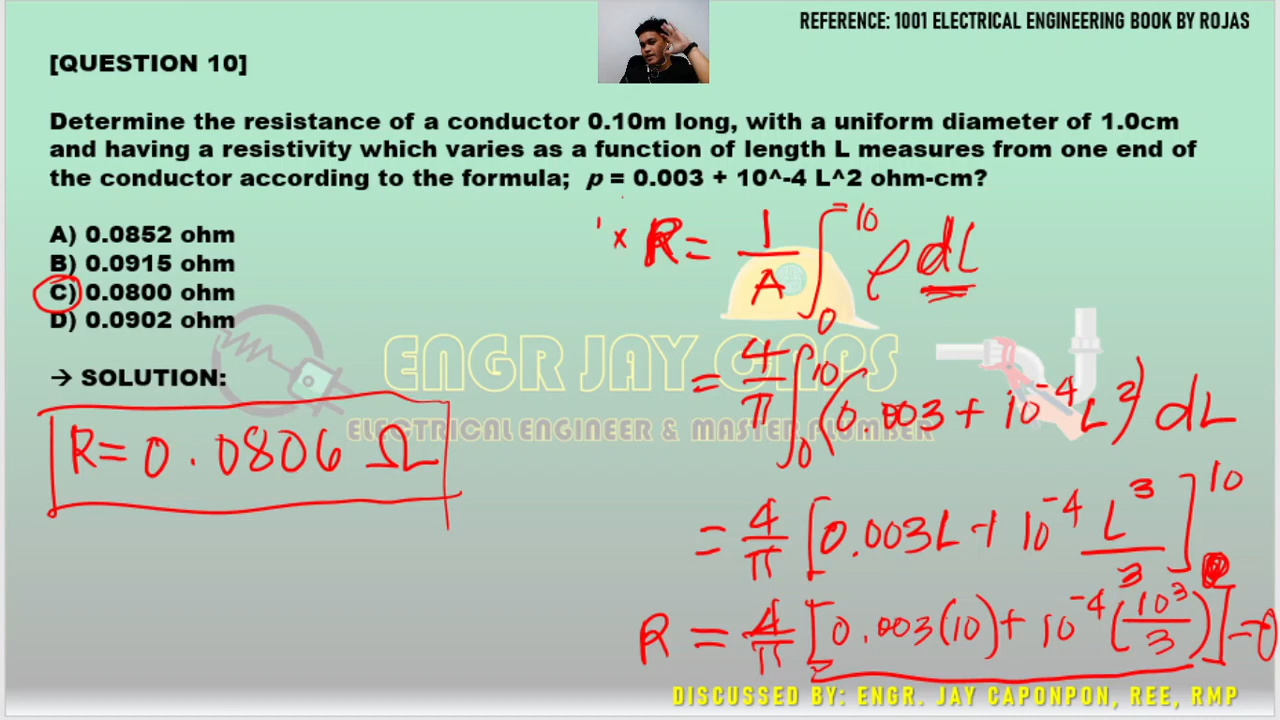 REFERENCE: 1001 ELECTRICAL ENGINEERING BOOK BY ROJAS
[QUESTION 10]
Determine the resistance of a conductor 0.10m long, with a uniform diameter of 1.0cm
and having a resistivity which varies as a function of length L measures from one end of
the conductor according to the formula; p = 0.003 + 10^-4 L^2 ohm-cm?
A) 0.0852 ohm
B) 0.0915 ohm
C) 0.0800 ohm
D) 0.0902 ohm
→ SOLUTION:
R = 0.0806 Ω
R = 1/A ∫₀¹⁰ ρ dL
= 4/π ∫₀¹⁰ (0.003 + 10⁻⁴ L²) dL
= 4/π [0.003L + 10⁻⁴ L³/3]₀¹⁰
R = 4/π [0.003(10) + 10⁻⁴ (10³/3)] - 0
ENGR JAY CAPS
ELECTRICAL ENGINEER & MASTER PLUMBER
DISCUSSED BY: ENGR. JAY CAPONPON, REE, RMP